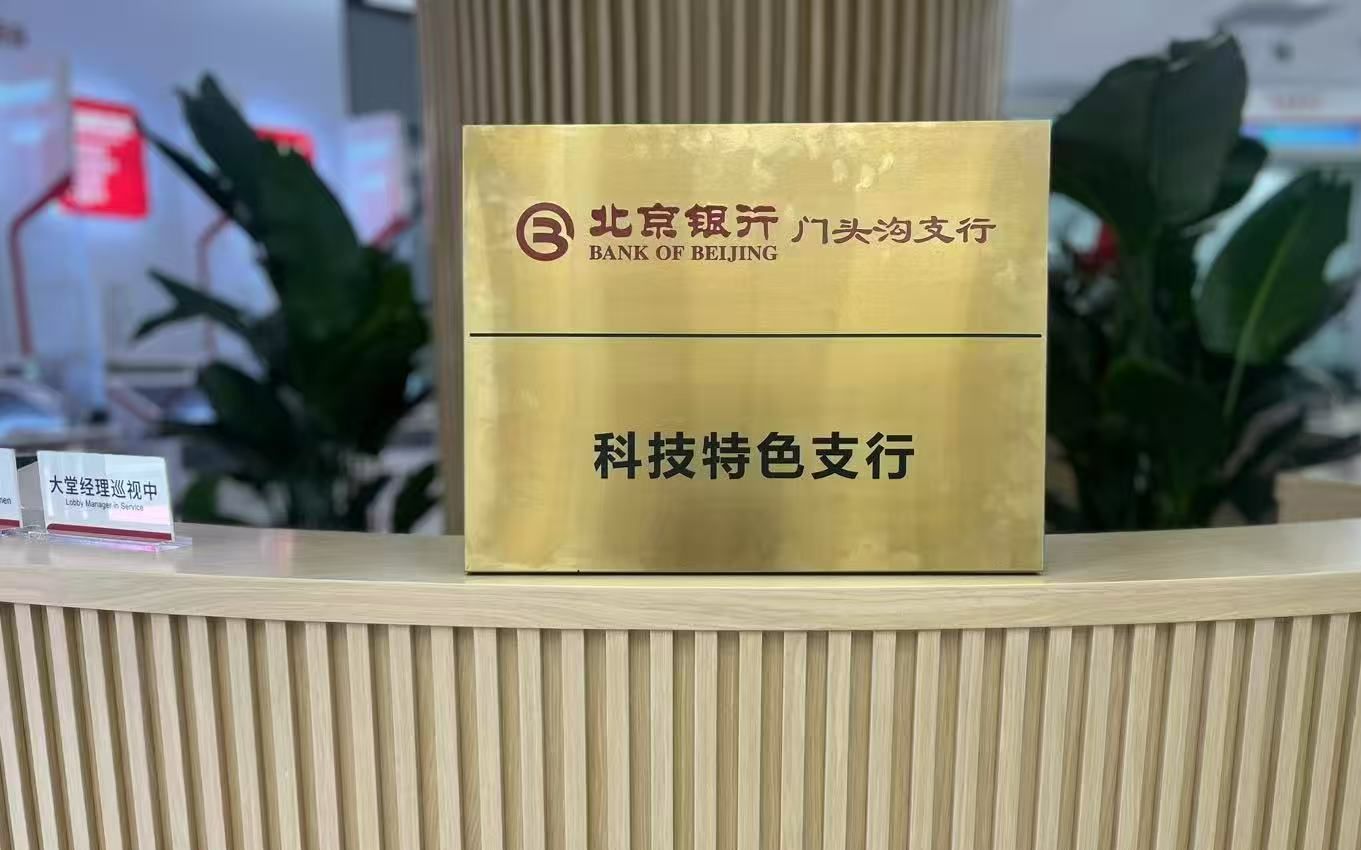 北京银行 门头沟支行
BANK OF BEIJING
科技特色支行
大堂经理巡视中
Lobby Manager in Service
men